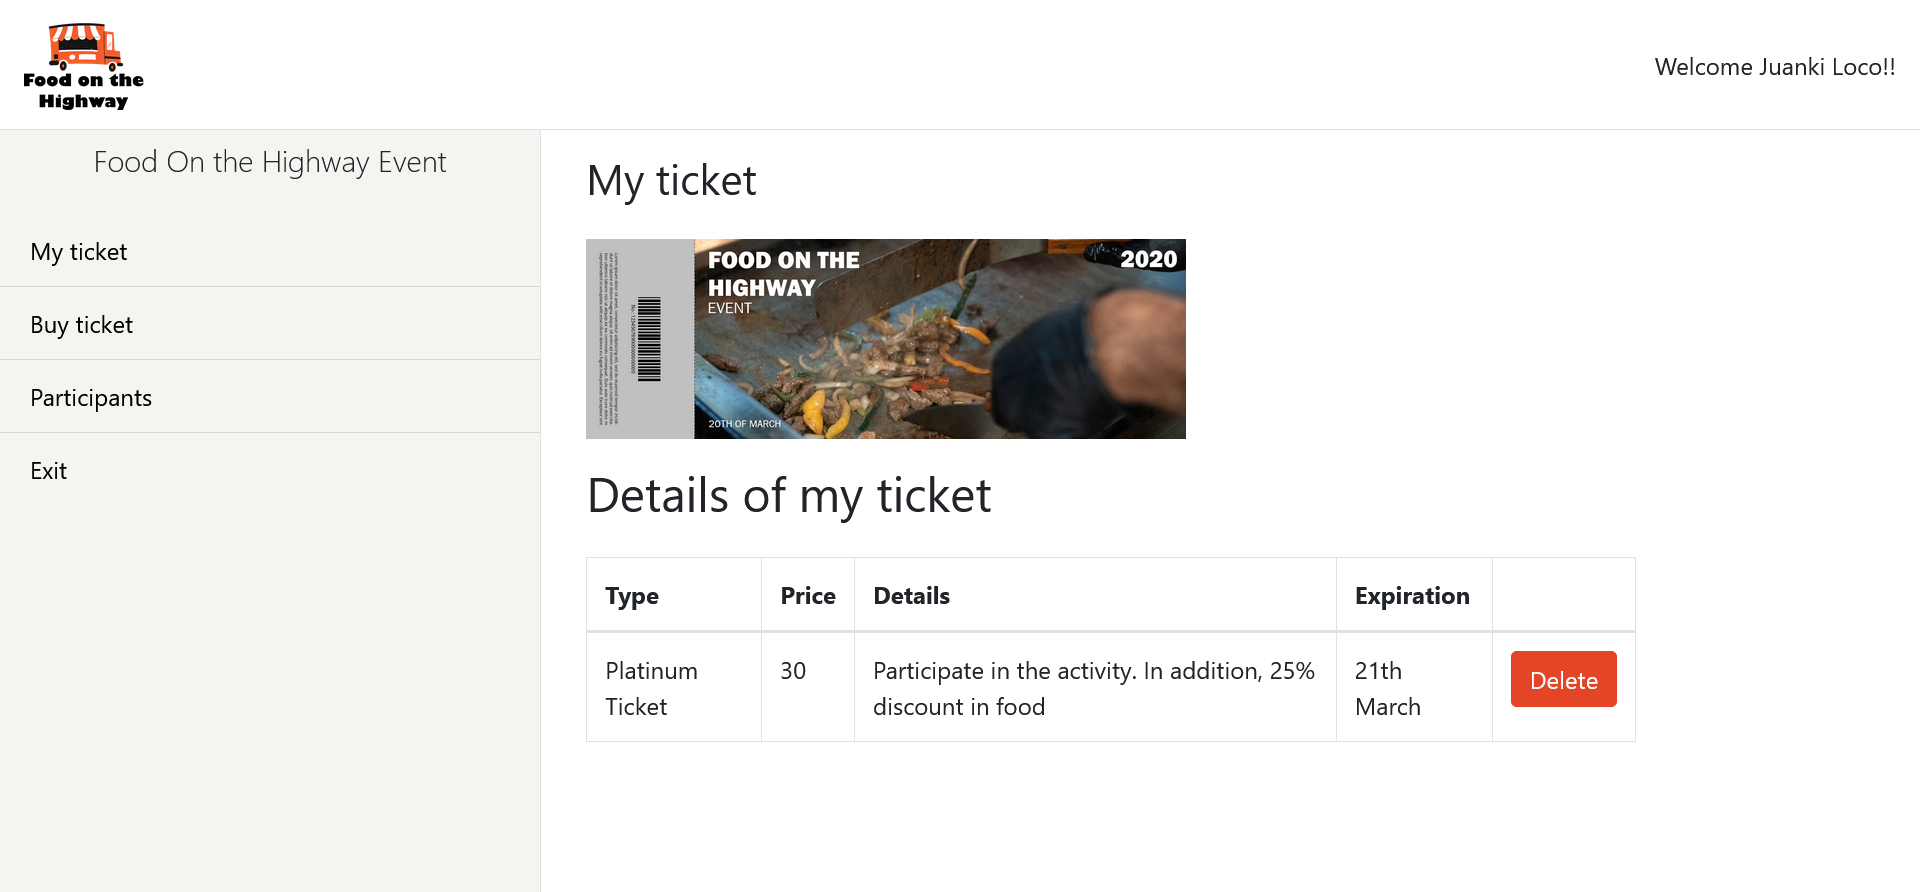 Food on the
Highway
Welcome Juanki Loco!!
Food On the Highway Event
My ticket
Buy ticket
Participants
Exit
My ticket
FOOD ON THE
HIGHWAY
EVENT
2020
20TH OF MARCH
Details of my ticket
Type Price Details Expiration
Platinum
Ticket
30
Participate in the activity. In addition, 25%
discount in food
21th
March
Delete